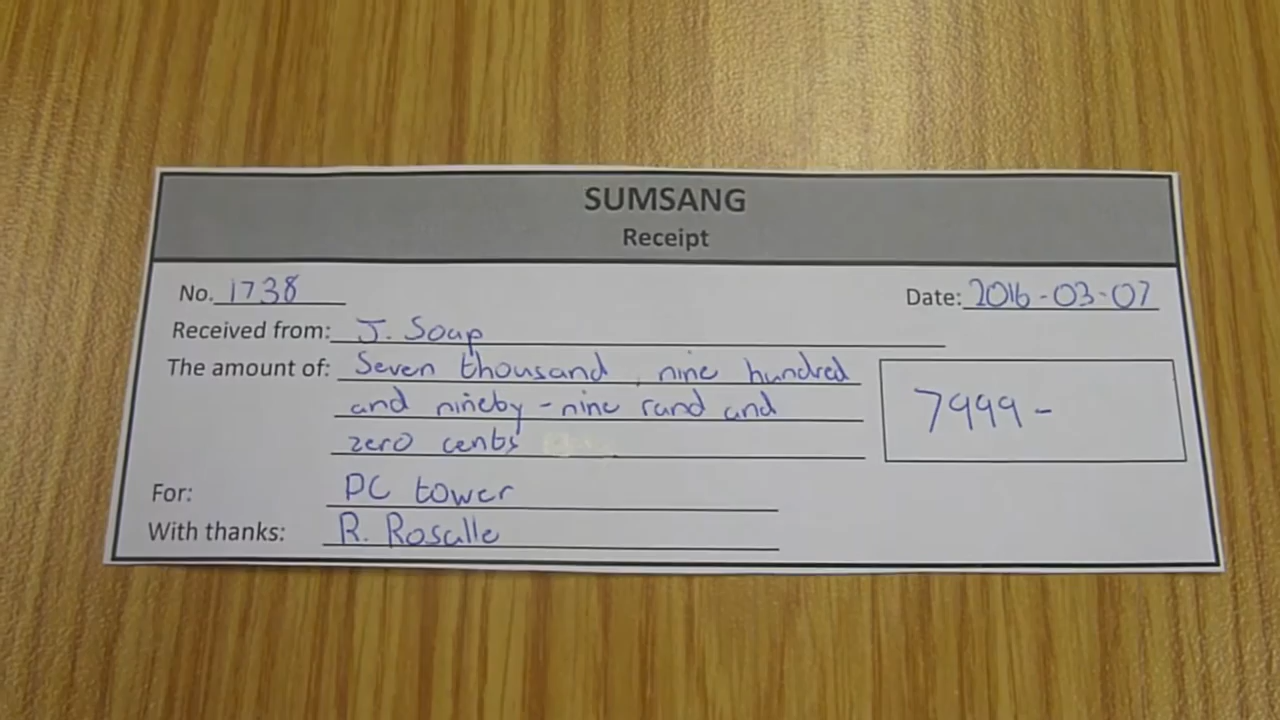 SUMSANG
Receipt
No. 1738
Date: 2016-03-07
Received from: J. Soap
The amount of: Seven thousand, nine hundred
and ninety-nine rand and
zero cents
7999-
For: PC tower
With thanks: R. Rosalle